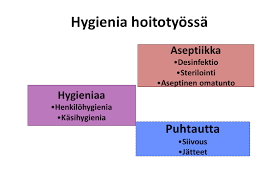 Hygienia hoitotyössä
Aseptiikka
•Desinfektio
•Sterilointi
•Aseptinen omatunto
Hygieniaa
•Henkilöhygienia
•Käsihygienia
Puhtautta
•Siivous
•Jätteet